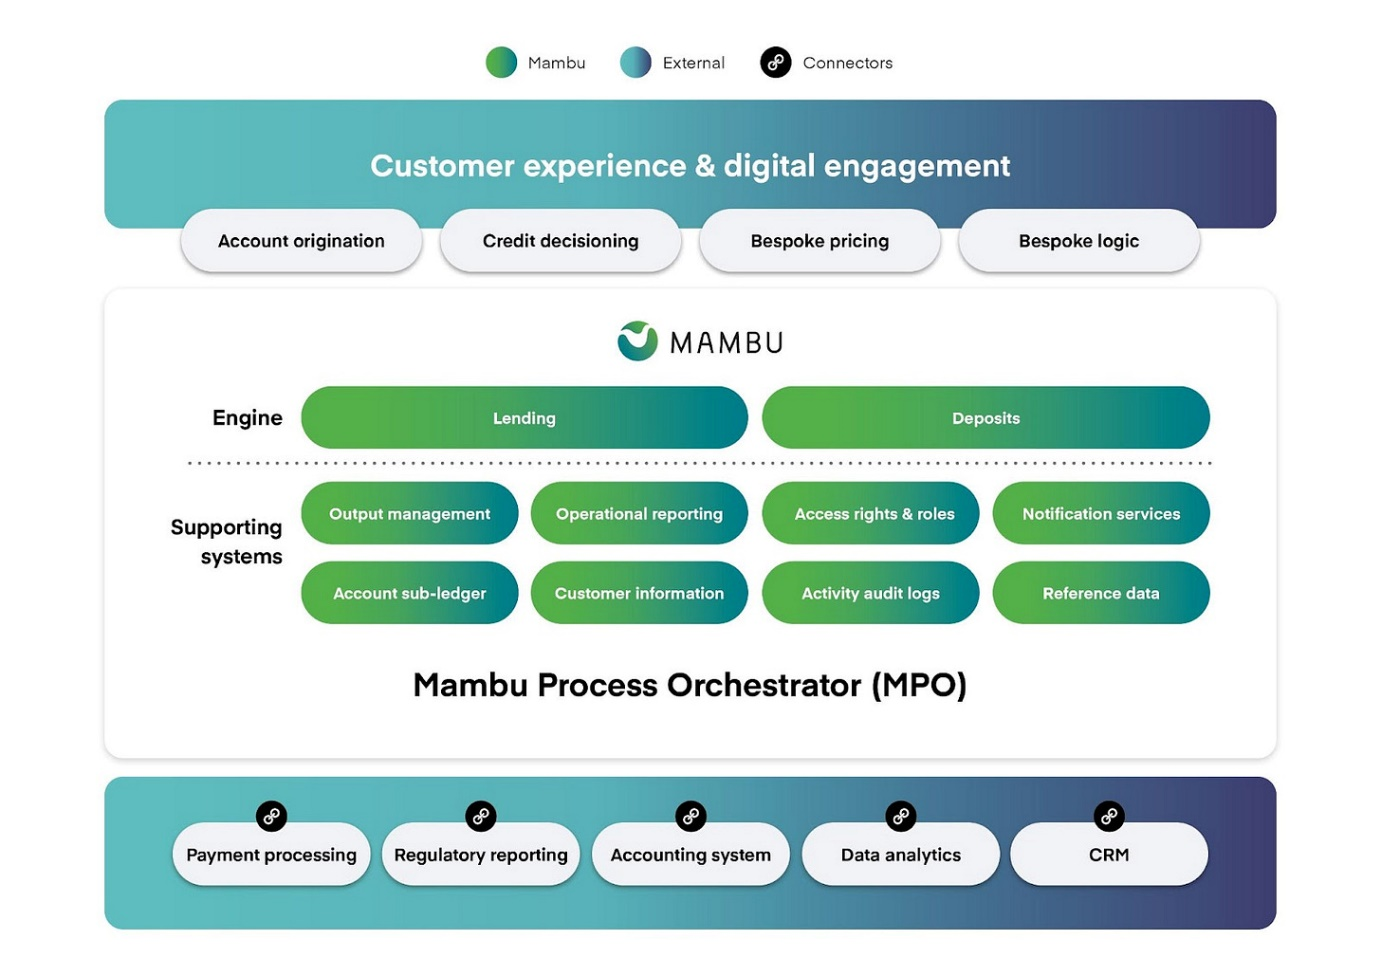 Mambu External Connectors
Customer experience & digital engagement
Account origination Credit decisioning Bespoke pricing Bespoke logic
MAMBU
Engine Lending Deposits
Supporting
systems
Output management Operational reporting Access rights & roles Notification services
Account sub-ledger Customer information Activity audit logs Reference data
Mambu Process Orchestrator (MPO)
Payment processing Regulatory reporting Accounting system Data analytics CRM